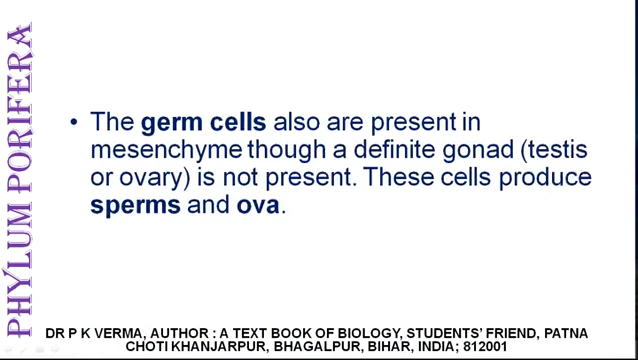 PHYLUM PORIFERA
• The germ cells also are present in
mesenchyme though a definite gonad (testis
or ovary) is not present. These cells produce
sperms and ova.
DR P K VERMA, AUTHOR : A TEXT BOOK OF BIOLOGY, STUDENTS' FRIEND, PATNA
CHOTI KHANJARPUR, BHAGALPUR, BIHAR, INDIA; 812001